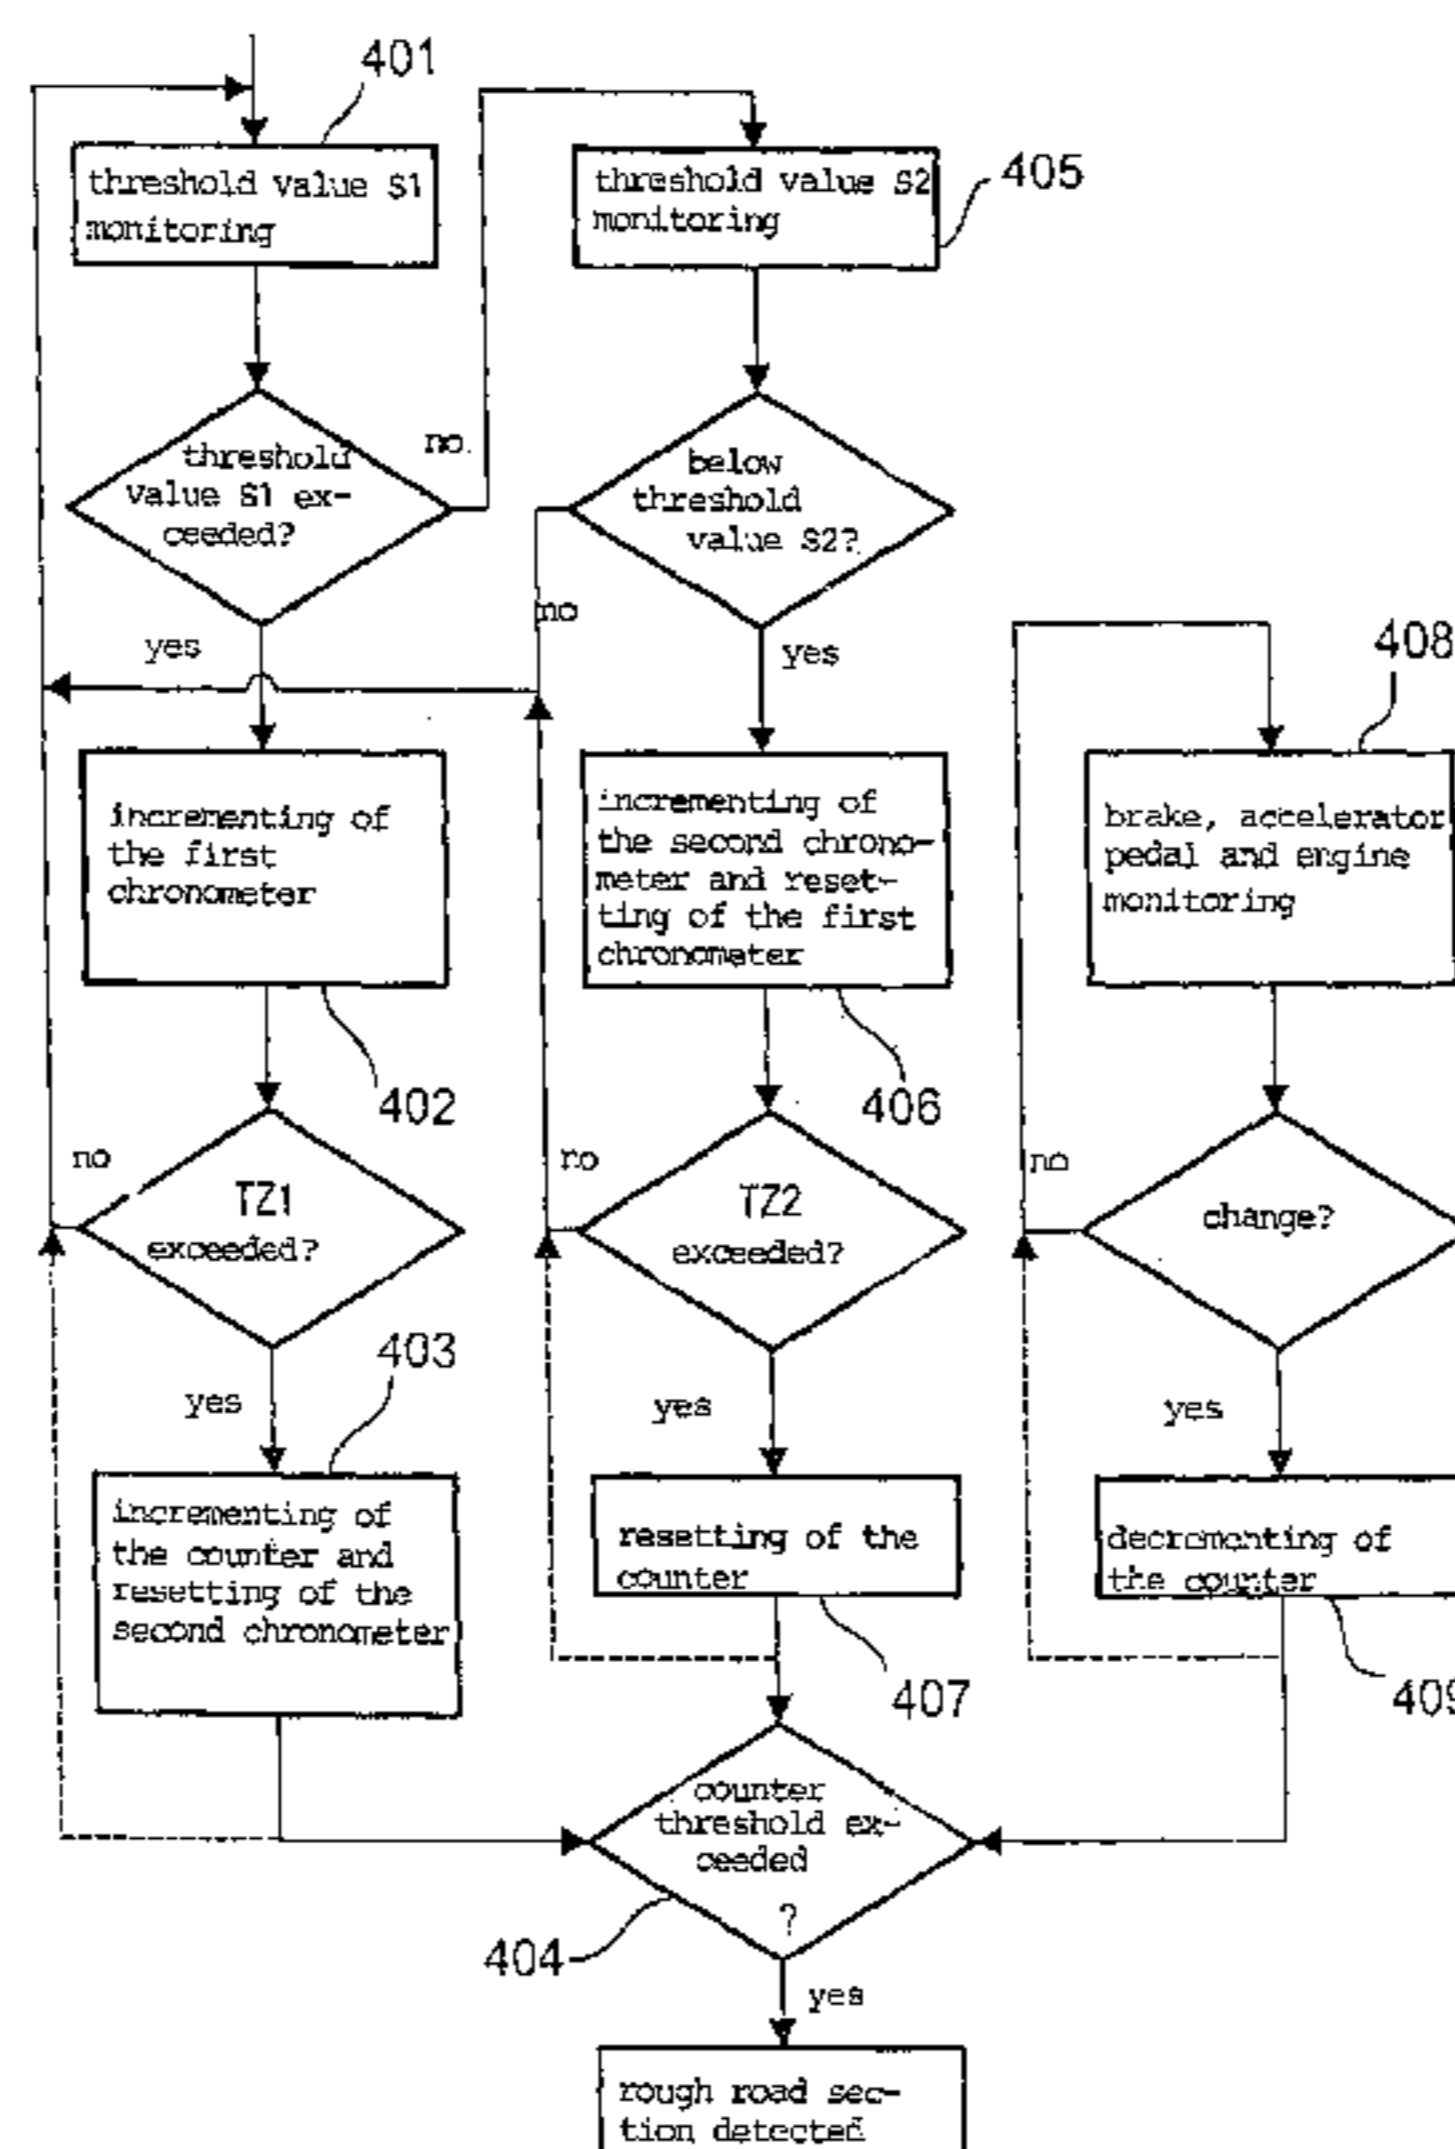 401
threshold value S1
monitoring
threshold value S2
monitoring
405
threshold
value S1 ex-
ceeded?
no
below
threshold
value S2?
no
yes
yes
408
incrementing of
the first
chronometer
incrementing of
the second chrono-
meter and reset-
ting of the first
chronometer
brake, accelerator
pedal and engine
monitoring
402
406
no
TZ1
exceeded?
no
TZ2
exceeded?
no
change?
403
yes
yes
yes
incrementing of
the counter and
resetting of the
second chronometer
resetting of the
counter
decrementing of
the counter
407
409
counter
threshold ex-
ceeded
?
404
yes
rough road sec-
tion detected